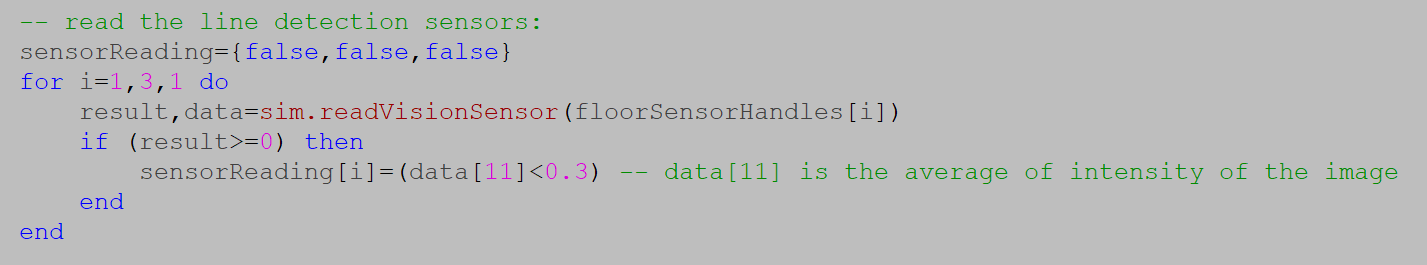 -- read the line detection sensors:
sensorReading={false,false,false}
for i=1,3,1 do
    result,data=sim.readVisionSensor(floorSensorHandles[i])
    if (result>=0) then
        sensorReading[i]=(data[11]<0.3) -- data[11] is the average of intensity of the image
    end
end